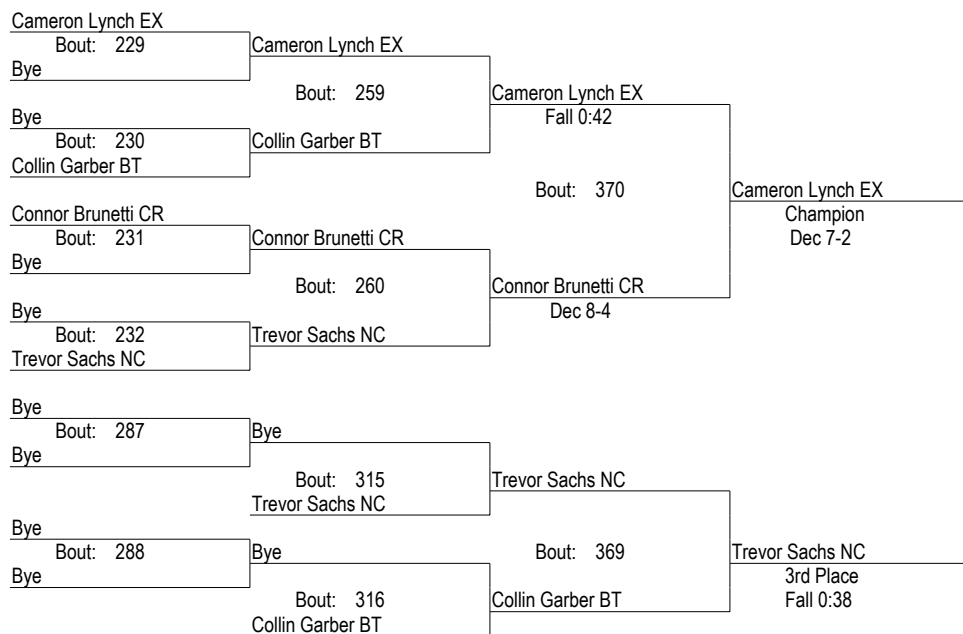 Cameron Lynch EX
Bout: 229
Bye
Cameron Lynch EX
Bout: 259
Bye
Bout: 230
Collin Garber BT
Collin Garber BT
Cameron Lynch EX
Fall 0:42
Bout: 370
Cameron Lynch EX
Champion
Dec 7-2
Connor Brunetti CR
Bout: 231
Bye
Connor Brunetti CR
Bout: 260
Bye
Bout: 232
Trevor Sachs NC
Trevor Sachs NC
Connor Brunetti CR
Dec 8-4
Bye
Bout: 287
Bye
Bye
Bout: 315
Trevor Sachs NC
Trevor Sachs NC
Bye
Bout: 288
Bye
Bye
Bout: 316
Collin Garber BT
Bout: 369
Collin Garber BT
Trevor Sachs NC
3rd Place
Fall 0:38